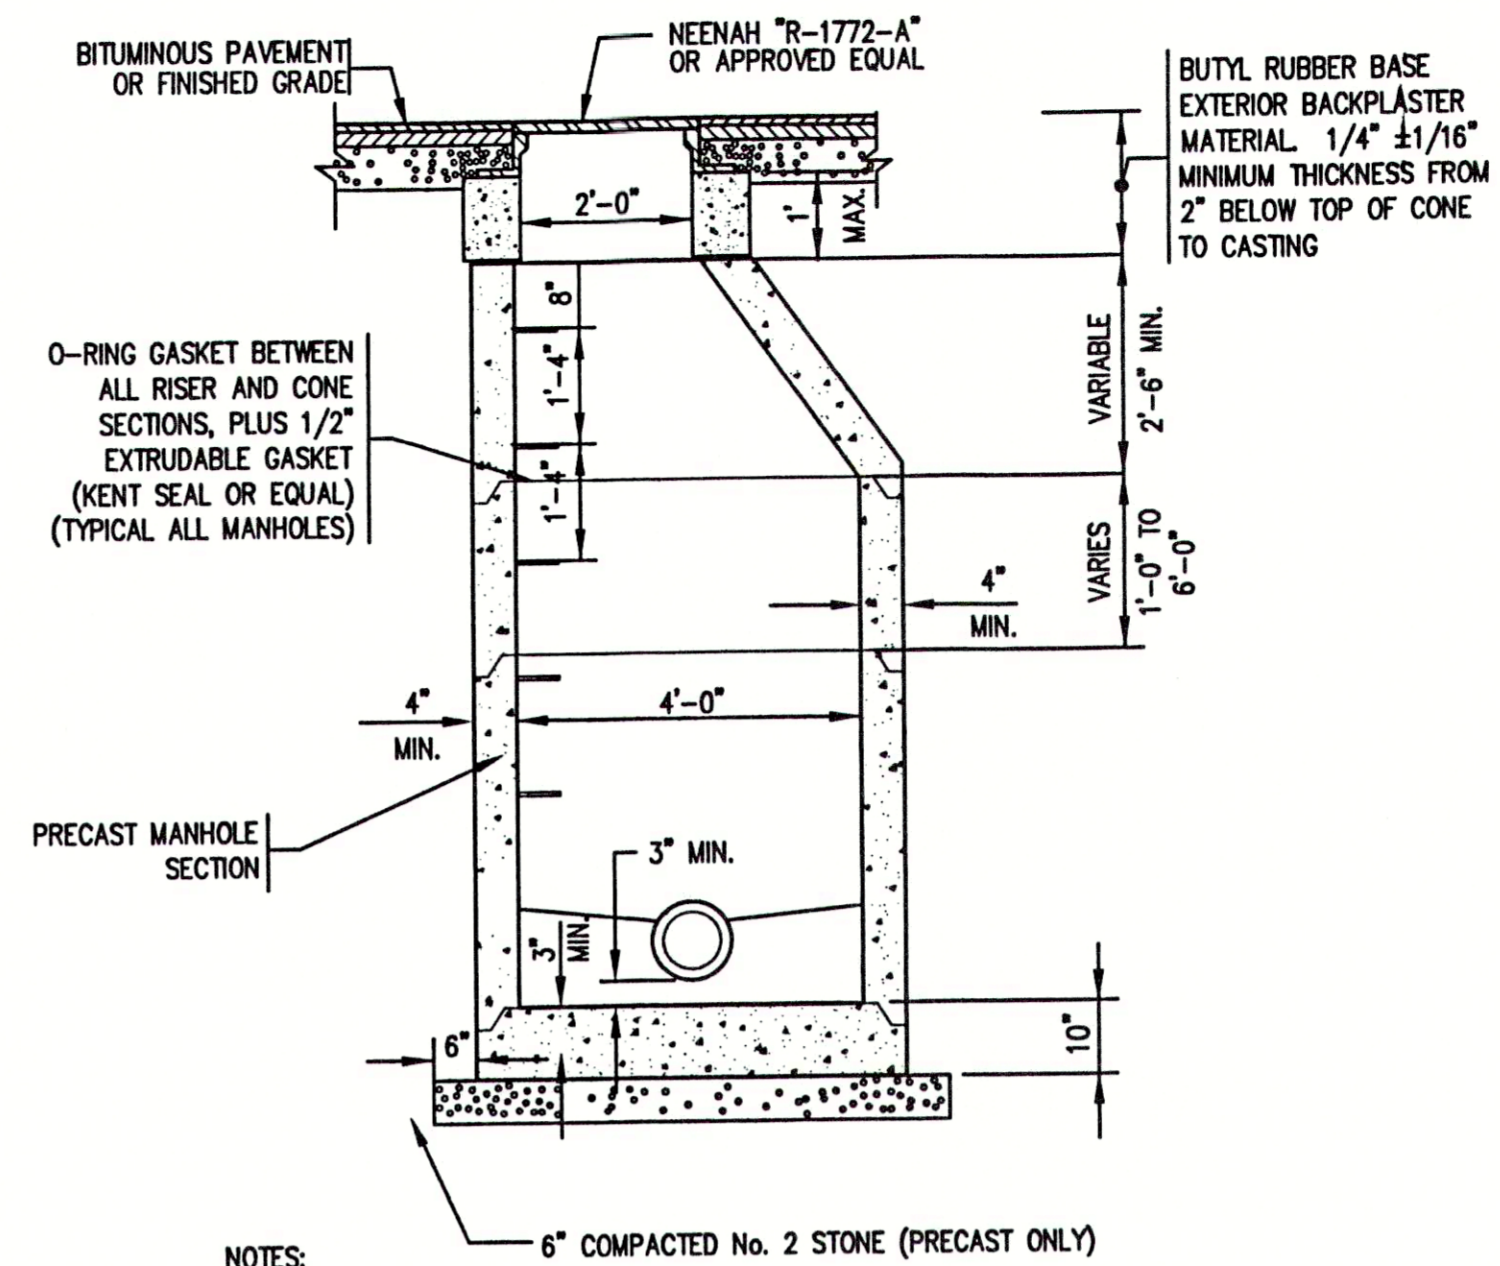 BITUMINOUS PAVEMENT
OR FINISHED GRADE
NEENAH "R-1772-A"
OR APPROVED EQUAL
BUTYL RUBBER BASE
EXTERIOR BACKPLASTER
MATERIAL. 1/4" ±1/16"
MINIMUM THICKNESS FROM
2" BELOW TOP OF CONE
TO CASTING
2'-0"
1'
MAX.
8"
1'-4"
1'-4"
O-RING GASKET BETWEEN
ALL RISER AND CONE
SECTIONS, PLUS 1/2"
EXTRUDABLE GASKET
(KENT SEAL OR EQUAL)
(TYPICAL ALL MANHOLES)
VARIABLE
2'-6" MIN.
VARIES
1'-0" TO
6'-0"
4"
MIN.
4"
MIN.
4'-0"
PRECAST MANHOLE
SECTION
3" MIN.
3"
MIN.
6"
10"
6" COMPACTED No. 2 STONE (PRECAST ONLY)
NOTES: